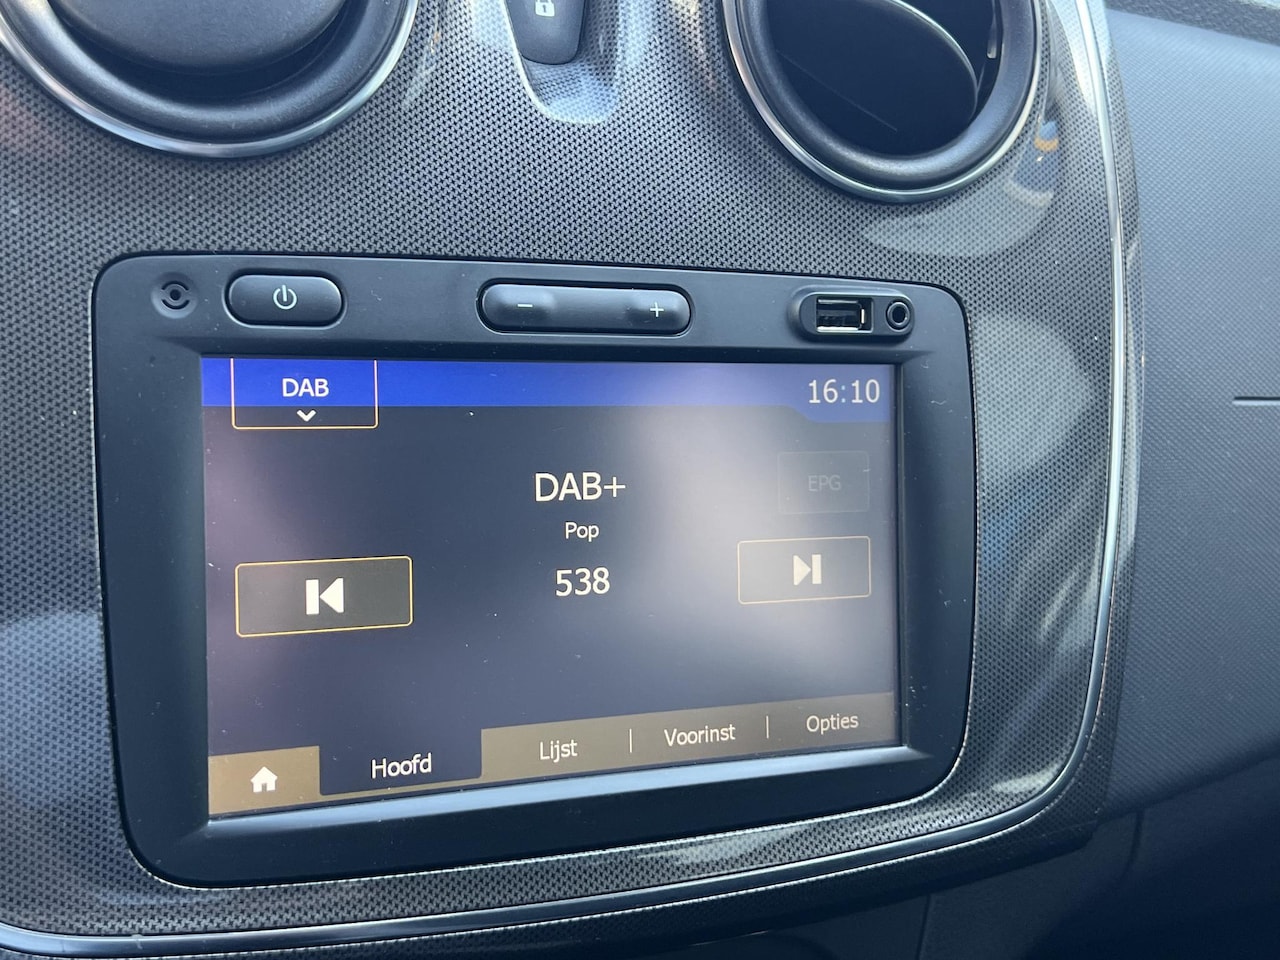 DAB
16:10
DAB+
EPG
Pop
538
Hoofd
Lijst
Voorinst
Opties